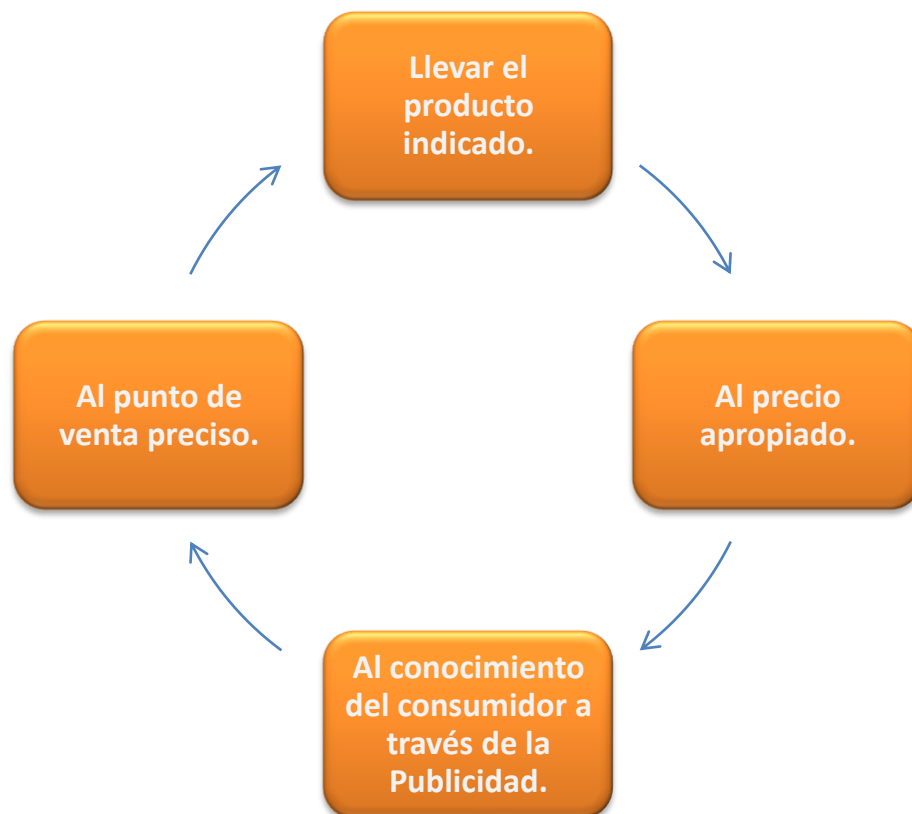 Llevar el
producto
indicado.
Al precio
apropiado.
Al conocimiento
del consumidor a
través de la
Publicidad.
Al punto de
venta preciso.